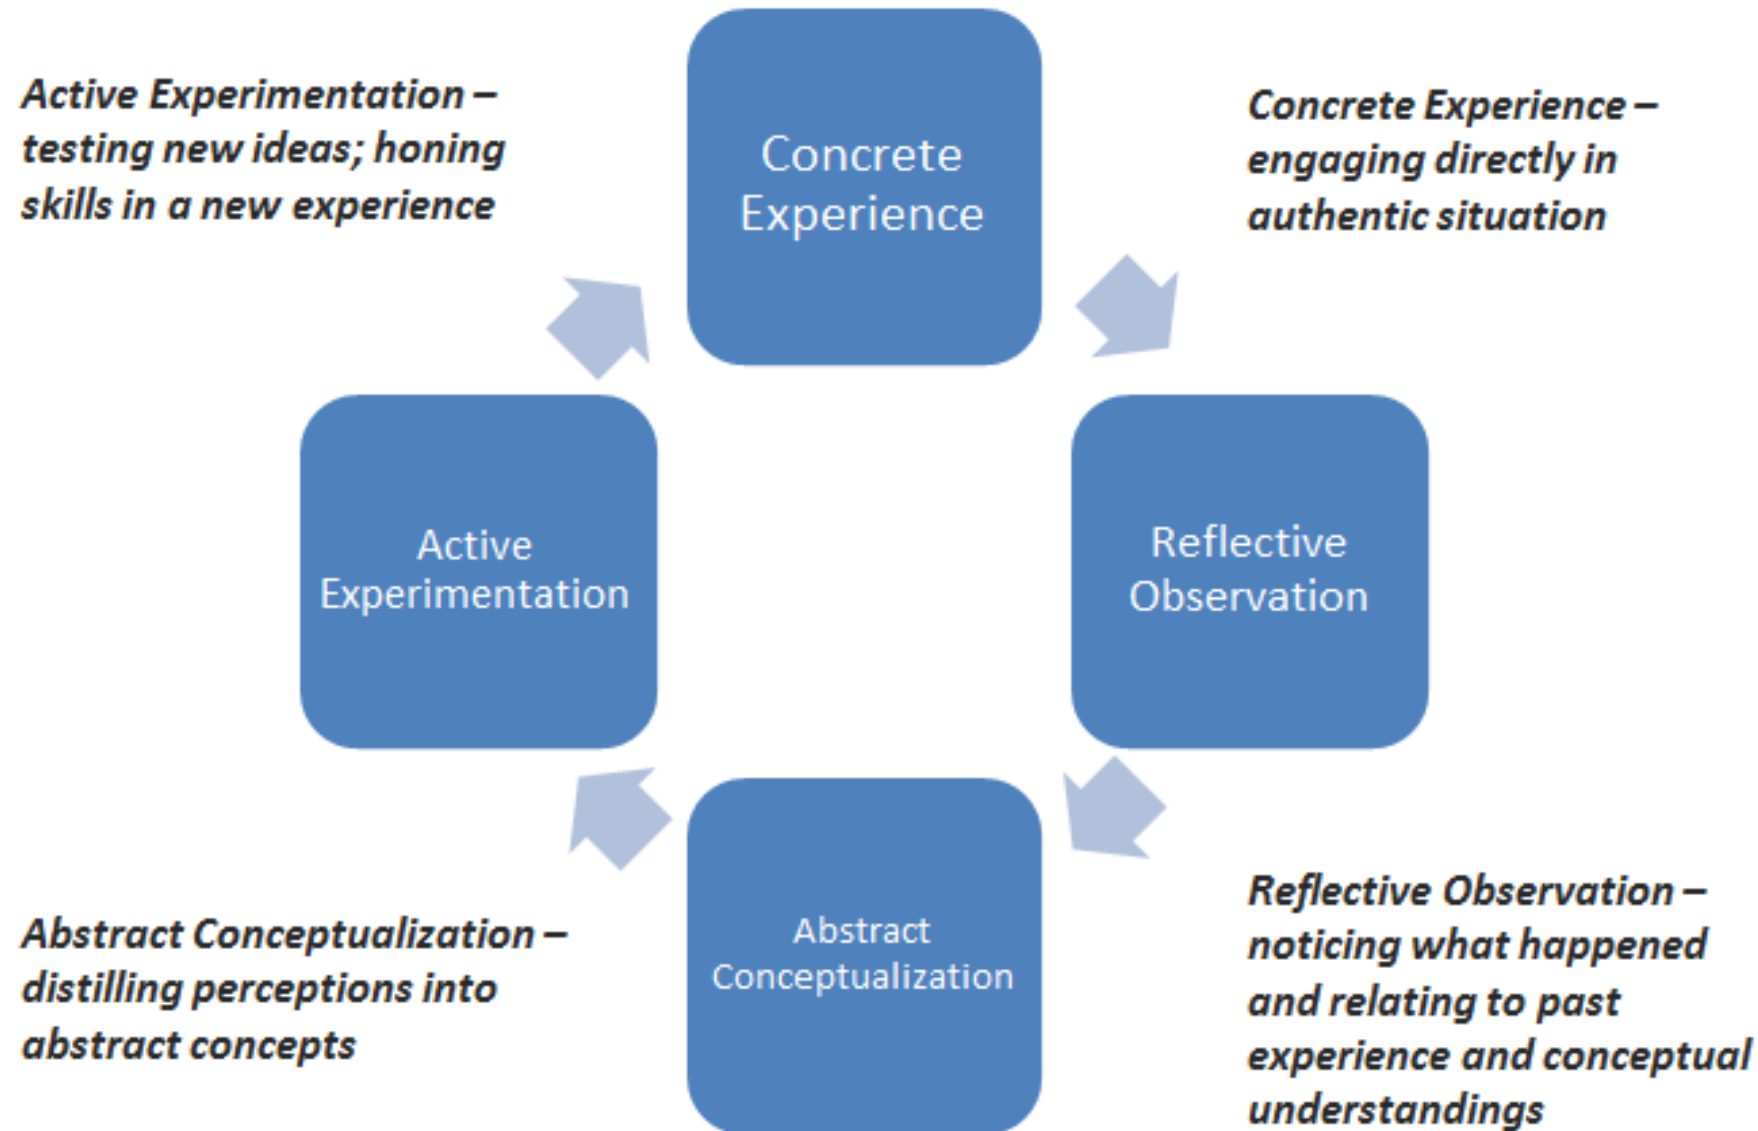 Active Experimentation –
testing new ideas; honing
skills in a new experience
Concrete
Experience
Concrete Experience –
engaging directly in
authentic situation
Active
Experimentation
Reflective
Observation
Abstract Conceptualization –
distilling perceptions into
abstract concepts
Abstract
Conceptualization
Reflective Observation –
noticing what happened
and relating to past
experience and conceptual
understandings